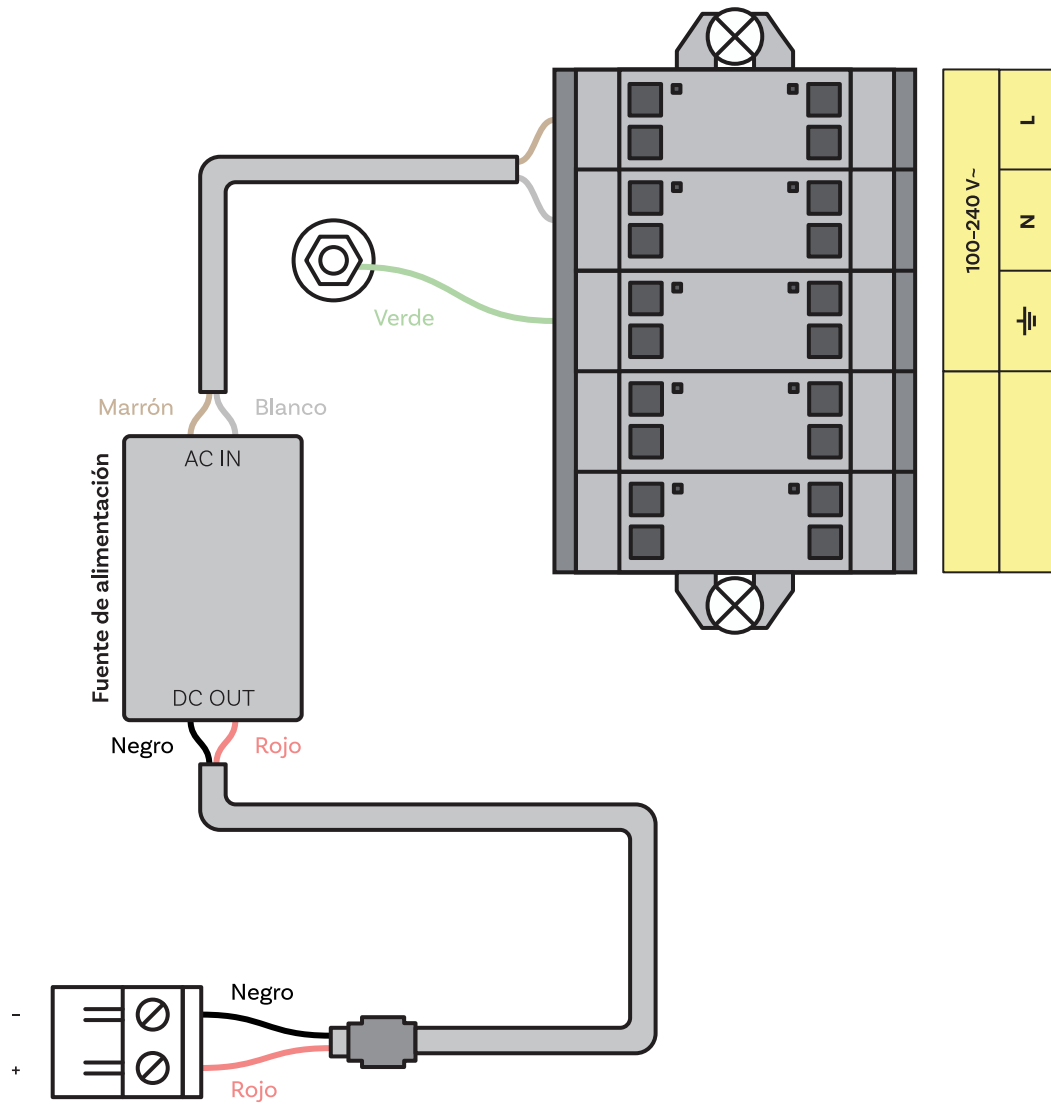 L
N
100–240 V~
Verde
Marrón
Blanco
AC IN
Fuente de alimentación
DC OUT
Negro
Rojo
Negro
–
+
Rojo